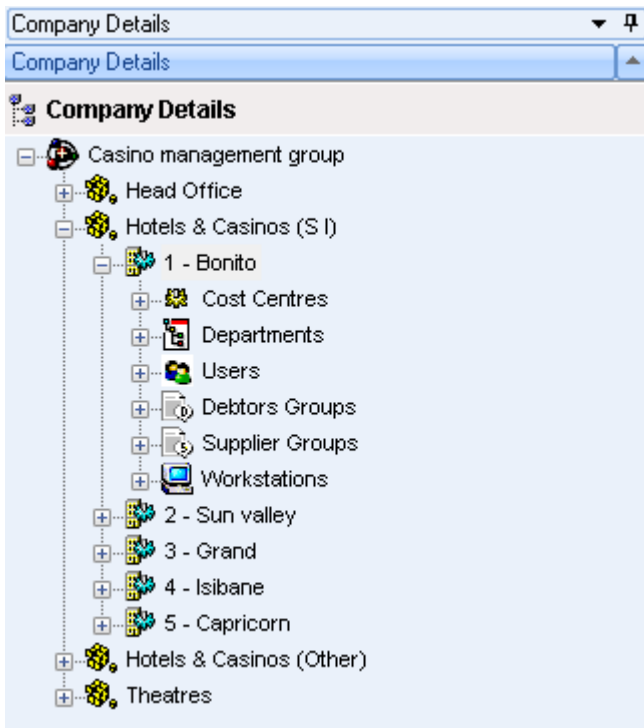 Company Details
Company Details
Company Details
Casino management group
Head Office
Hotels & Casinos (S I)
1 - Bonito
Cost Centres
Departments
Users
Debtors Groups
Supplier Groups
Workstations
2 - Sun valley
3 - Grand
4 - Isibane
5 - Capricorn
Hotels & Casinos (Other)
Theatres